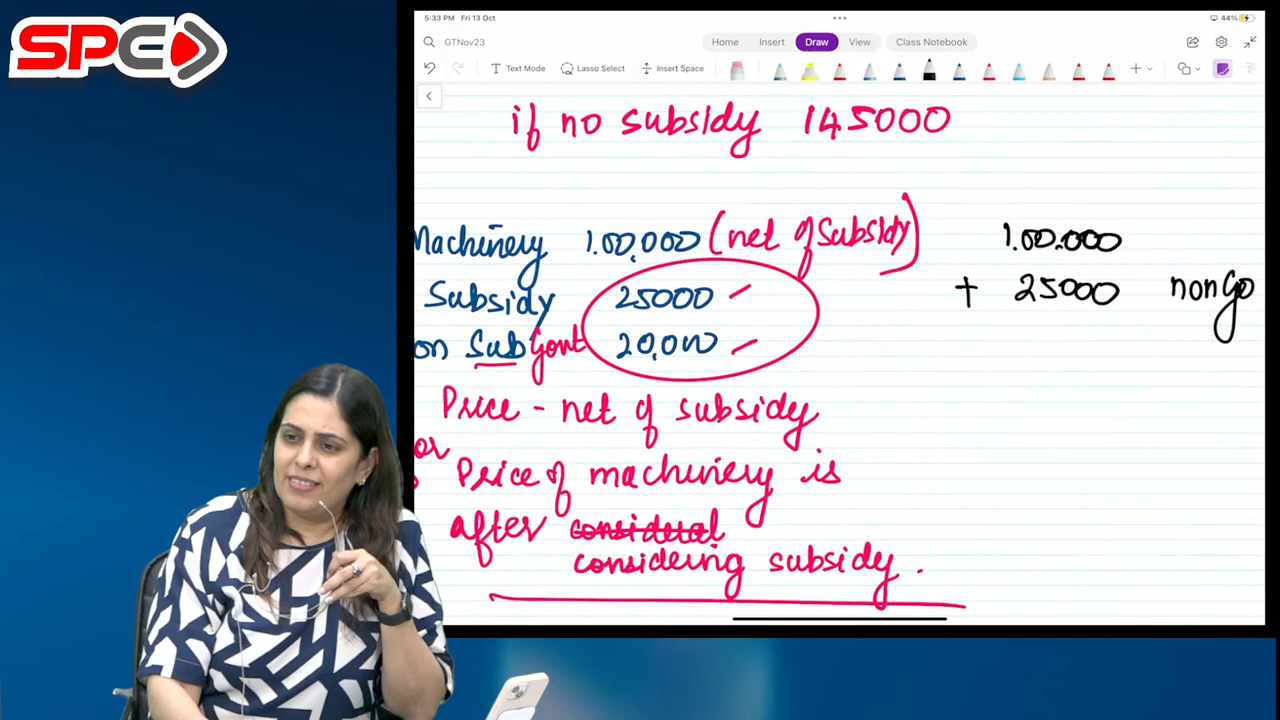 SPC
5:33 PM Fri 13 Oct
44%
GTNov23
Home Insert Draw View Class Notebook
Text Mode Lasso Select Insert Space
if no subsidy 145000
Machinery 1.00,000 (net of Subsidy)
1.00.000
Subsidy 25000
+ 25000 nonGo
on Sub Govt 20,000
Price - net of subsidy
or
Price of machinery is
after considerat
considering subsidy.